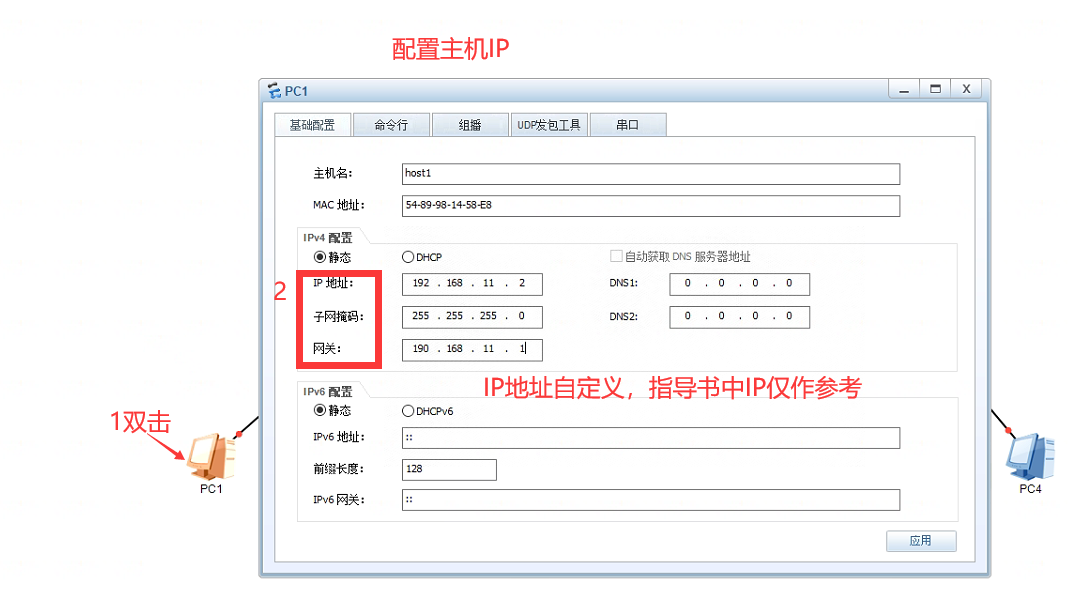 配置主机IP
PC1
X
基础配置 命令行 组播 UDP发包工具 串口
主机名: host1
MAC 地址: 54-89-98-14-58-E8
IPv4 配置
静态 DHCP 自动获取 DNS 服务器地址
2
IP 地址: 192 . 168 . 11 . 2 DNS1: 0 . 0 . 0 . 0
子网掩码: 255 . 255 . 255 . 0 DNS2: 0 . 0 . 0 . 0
网关: 190 . 168 . 11 . 1
IP地址自定义，指导书中IP仅作参考
IPv6 配置
静态 DHCPv6
1双击
IPv6 地址: ::
前缀长度: 128
IPv6 网关: ::
PC1
PC4
应用